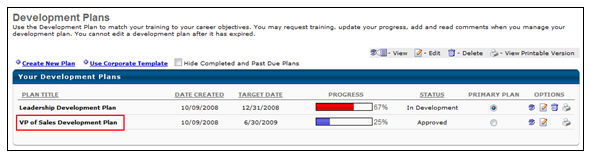 Development Plans
Use the Development Plan to match your training to your career objectives. You may request training, update your progress, add and read comments when you manage your
development plan. You cannot edit a development plan after it has expired.
- View - Edit - Delete - View Printable Version
Create New Plan Use Corporate Template Hide Completed and Past Due Plans
Your Development Plans
PLAN TITLE DATE CREATED TARGET DATE PROGRESS STATUS PRIMARY PLAN OPTIONS
Leadership Development Plan 10/09/2008 12/31/2008 67% In Development
VP of Sales Development Plan 10/09/2008 6/30/2009 25% Approved